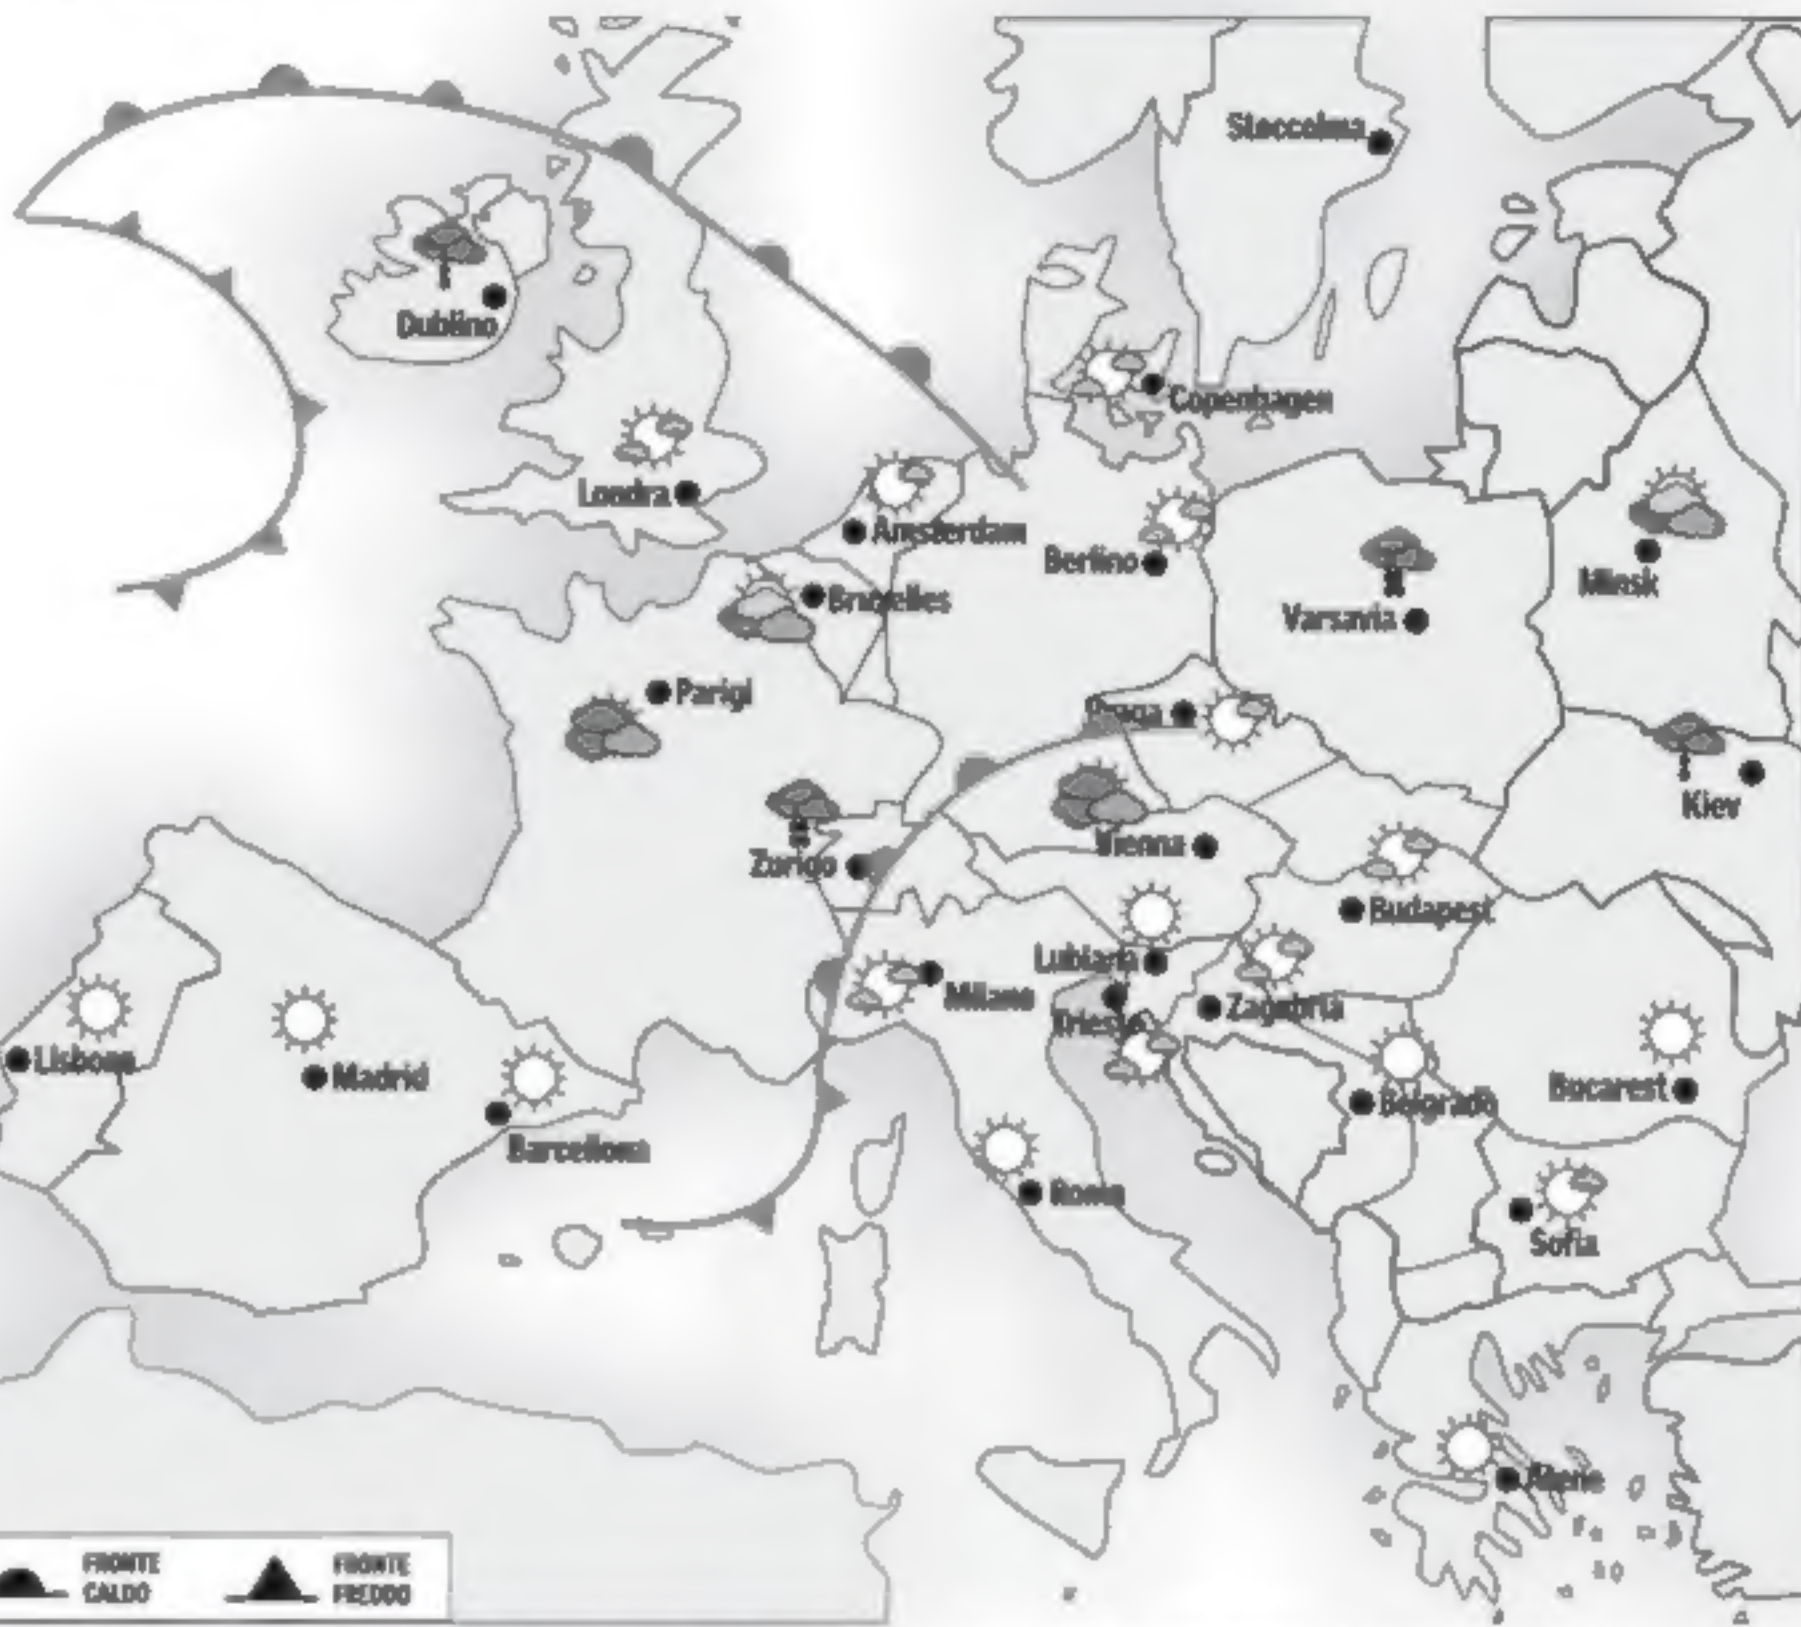 Stoccolma
Dublino
Copenhagen
Londra
Amsterdam
Berlino
Minsk
Bruxelles
Varsavia
Parigi
Praga
Kiev
Vienna
Zurigo
Budapest
Lubiana
Milano
Zagabria
Trieste
Lisbona
Madrid
Belgrado
Bucarest
Barcellona
Roma
Sofia
Atene
FRONTE
CALDO
FRONTE
FREDDO